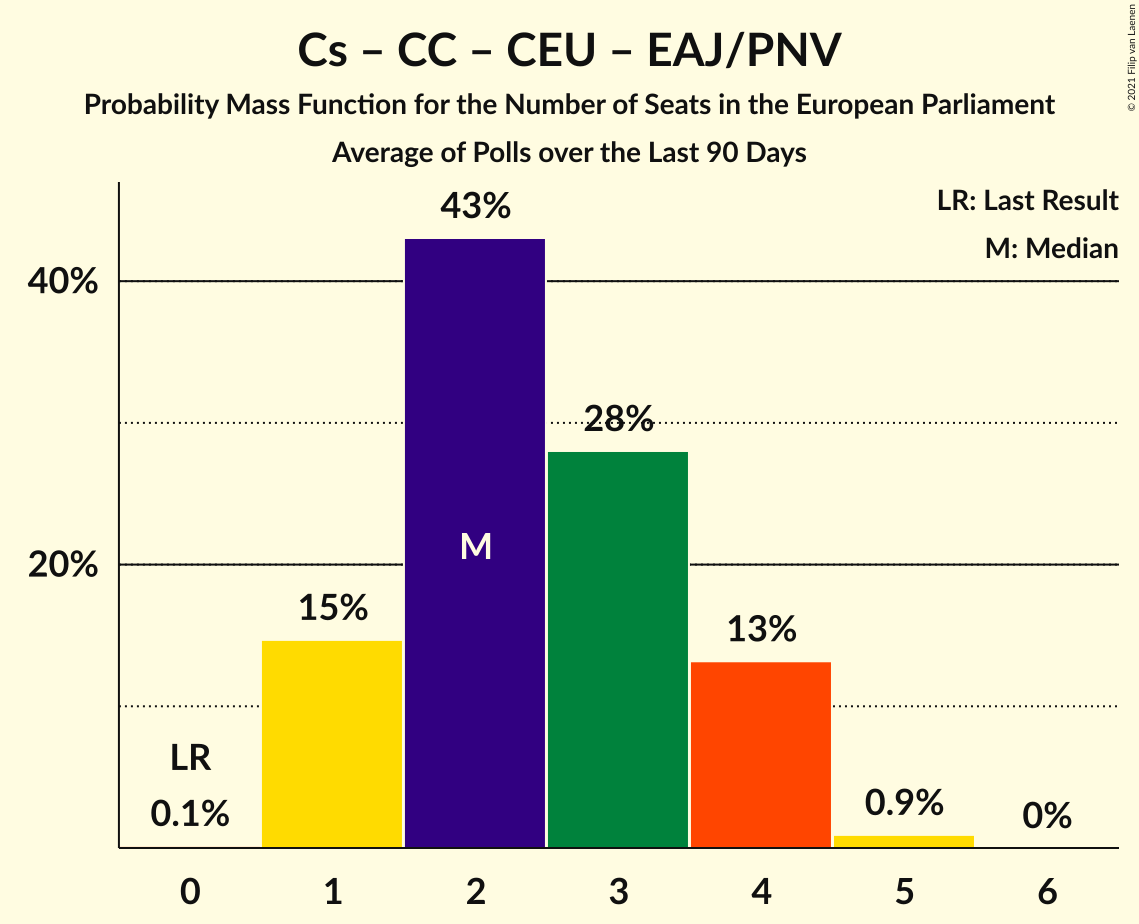 Cs – CC – CEU – EAJ/PNV
Probability Mass Function for the Number of Seats in the European Parliament
Average of Polls over the Last 90 Days
© 2021 Filip van Laenen
LR: Last Result
M: Median
43%
40%
28%
M
20%
15%
13%
LR
0.1%
0.9%
0%
0 1 2 3 4 5 6